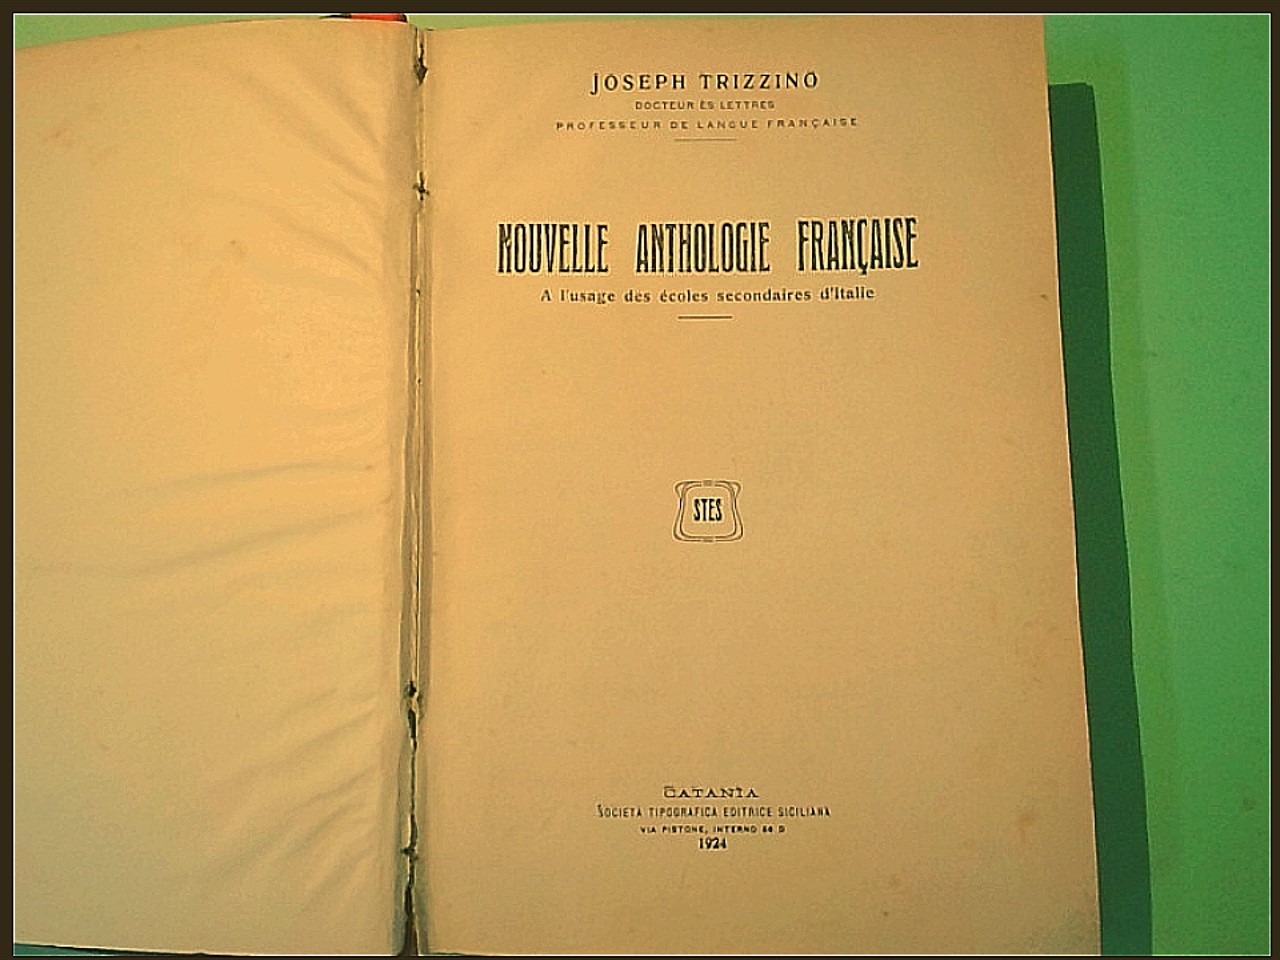 JOSEPH TRIZZINO
DOCTEUR ÈS LETTRES
PROFESSEUR DE LANGUE FRANÇAISE
NOUVELLE ANTHOLOGIE FRANÇAISE
A l'usage des écoles secondaires d'Italie
STES
CATANIA
SOCIETÀ TIPOGRAFICA EDITRICE SICILIANA
VIA PISTONE, INTERNO D
1924